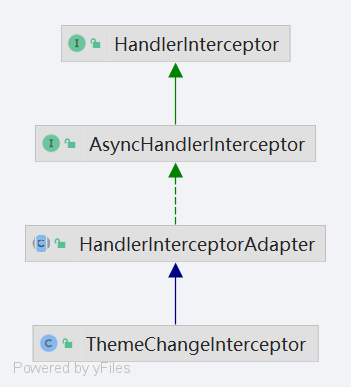 HandlerInterceptor
AsyncHandlerInterceptor
HandlerInterceptorAdapter
ThemeChangeInterceptor
Powered by yFiles